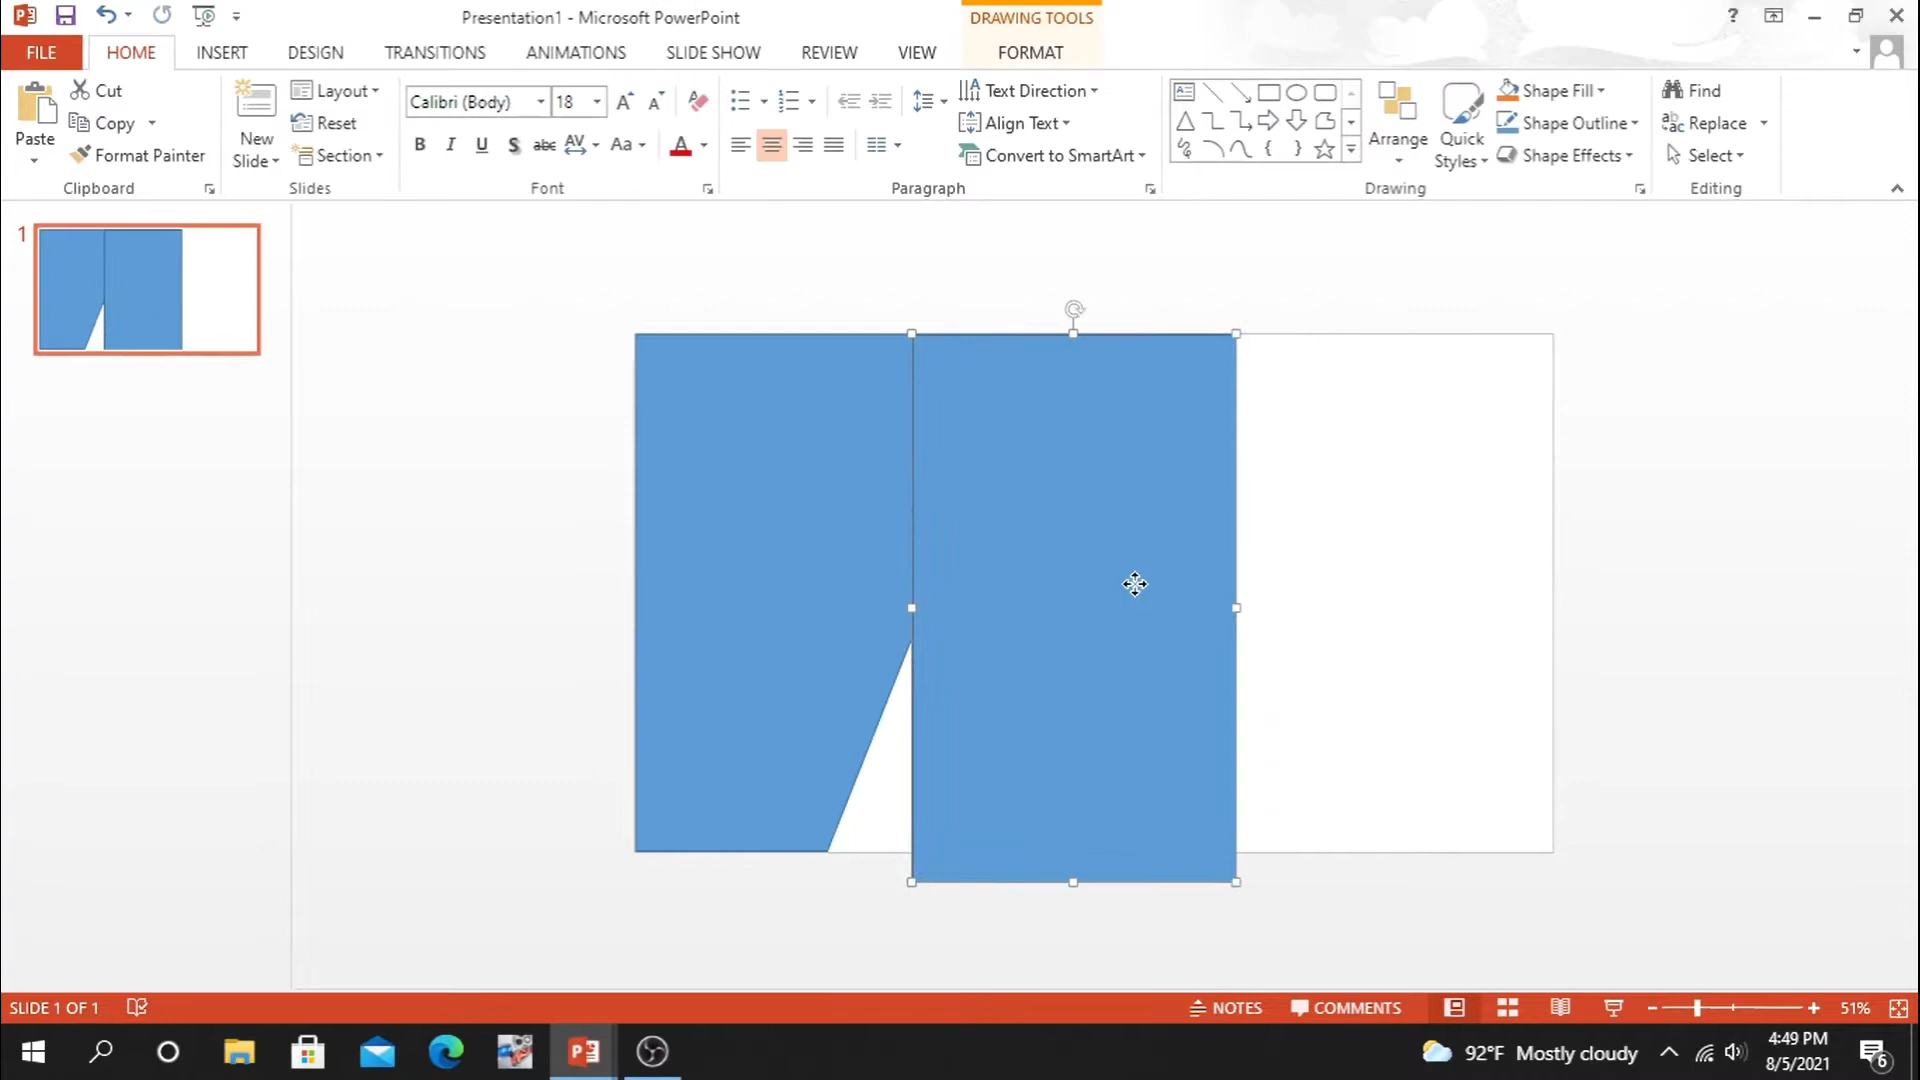 Presentation1 - Microsoft PowerPoint
DRAWING TOOLS
?
FILE
HOME
INSERT
DESIGN
TRANSITIONS
ANIMATIONS
SLIDE SHOW
REVIEW
VIEW
FORMAT
Paste
Cut
Copy
Format Painter
Clipboard
New
Slide
Layout
Reset
Section
Slides
Calibri (Body)
18
B I U S abc AV Aa A
Font
Text Direction
Align Text
Convert to SmartArt
Paragraph
Arrange
Quick
Styles
Shape Fill
Shape Outline
Shape Effects
Drawing
Find
Replace
Select
Editing
1
SLIDE 1 OF 1
NOTES
COMMENTS
51%
92°F Mostly cloudy
4:49 PM
8/5/2021
6